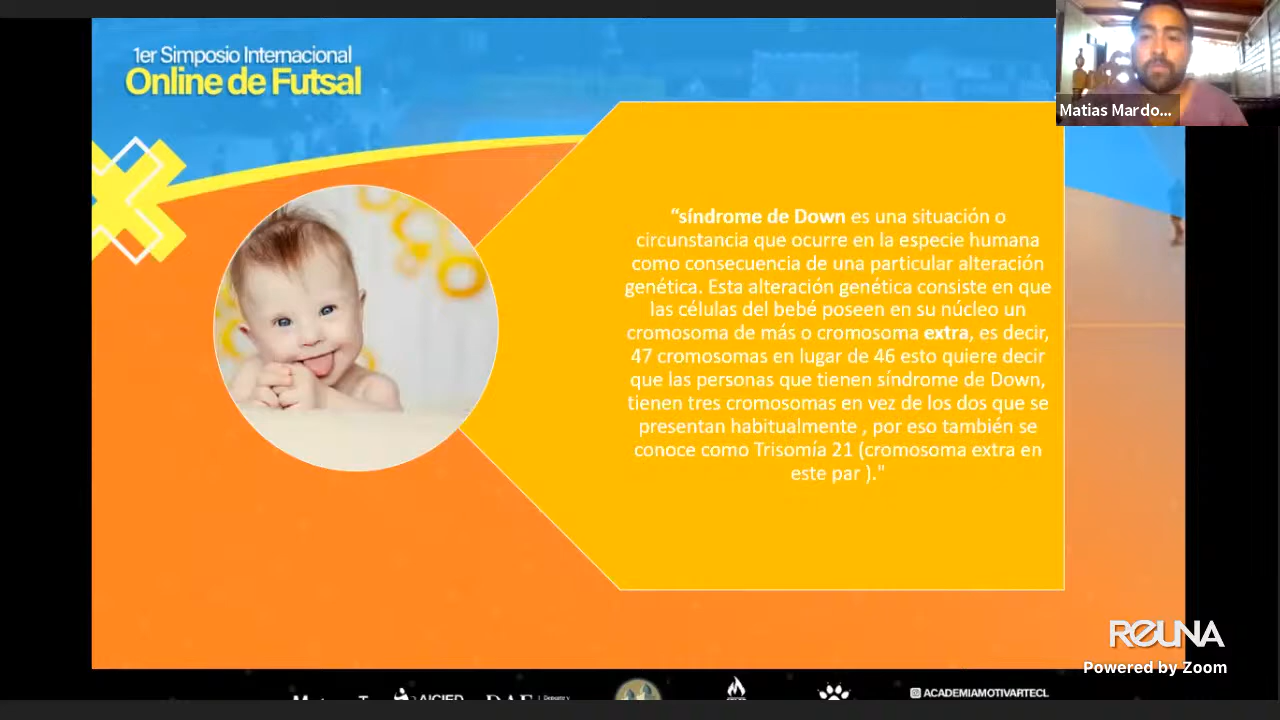 1er Simposio Internacional
Online de Futsal
Matias Mardo...
“síndrome de Down es una situación o
circunstancia que ocurre en la especie humana
como consecuencia de una particular alteración
genética. Esta alteración genética consiste en que
las células del bebé poseen en su núcleo un
cromosoma de más o cromosoma extra, es decir,
47 cromosomas en lugar de 46 esto quiere decir
que las personas que tienen síndrome de Down,
tienen tres cromosomas en vez de los dos que se
presentan habitualmente , por eso también se
conoce como Trisomía 21 (cromosoma extra en
este par )."
REUNA
Powered by Zoom
ACADEMIAMOTIVARTECL